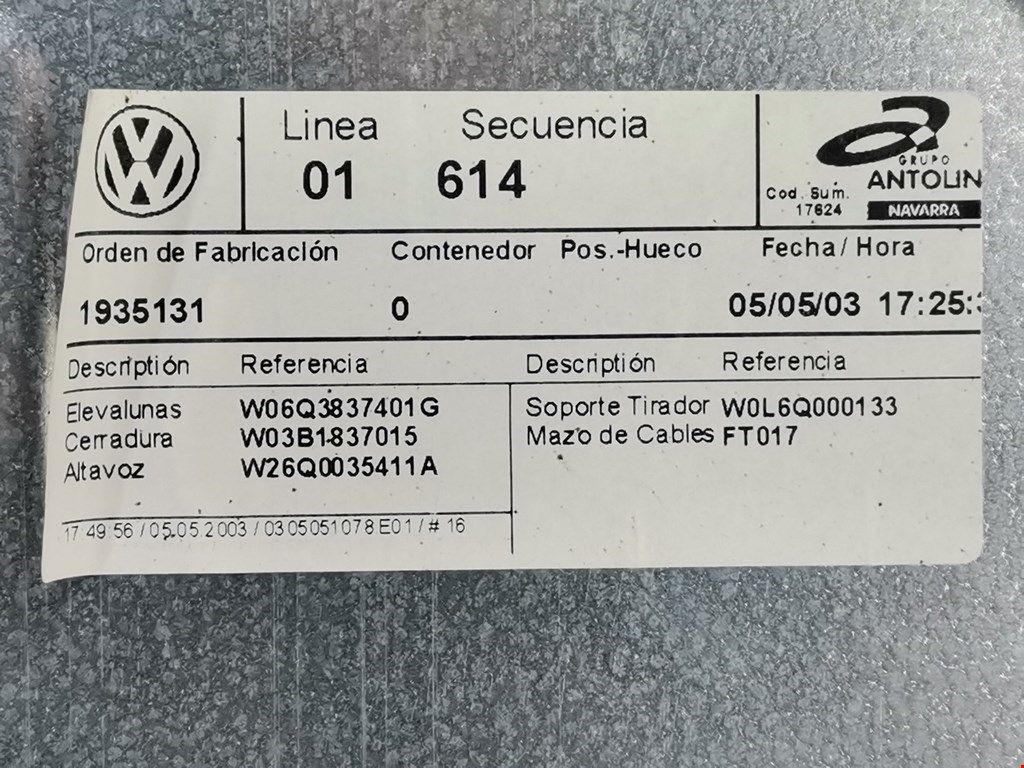 Linea Secuencia
01 614
GRUPO
ANTOLIN
Cod. Sum.
17624 NAVARRA
Orden de Fabricación Contenedor Pos.-Hueco Fecha/ Hora
1935131 0 05/05/03 17:25:
Descriptión Referencia Descriptión Referencia
Elevalunas W06Q3837401G Soporte Tirador W0L6Q000133
Cerradura W03B1837015 Mazo de Cables FT017
Altavoz W26Q0035411A
17:49:56 / 05.05.2003 / 0305051078E01 / # 16